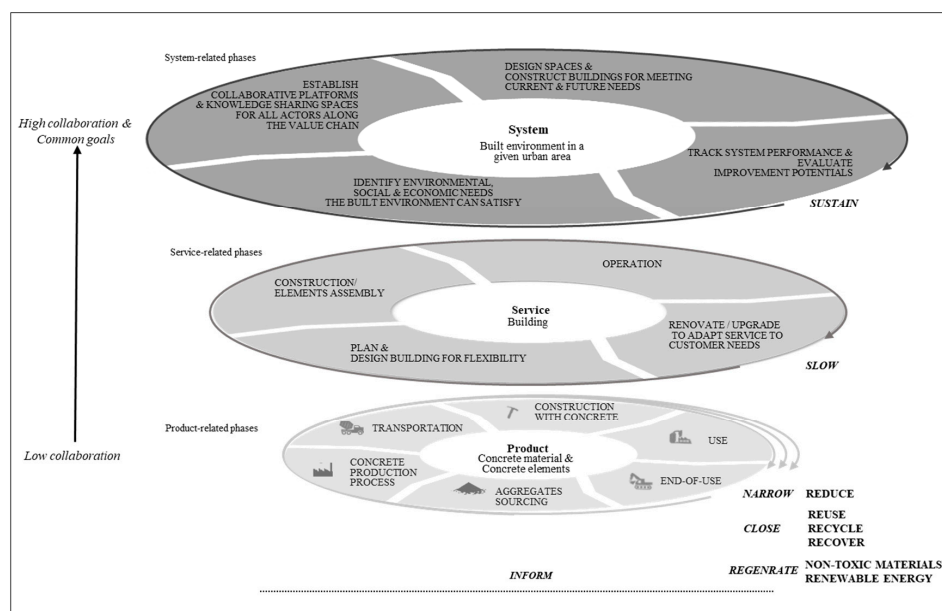 System-related phases
DESIGN SPACES &
CONSTRUCT BUILDINGS FOR MEETING
CURRENT & FUTURE NEEDS
ESTABLISH
COLLABORATIVE PLATFORMS
& KNOWLEDGE SHARING SPACES
FOR ALL ACTORS ALONG
THE VALUE CHAIN
High collaboration &
Common goals
System
Built environment in a
given urban area
TRACK SYSTEM PERFORMANCE &
EVALUATE
IMPROVEMENT POTENTIALS
IDENTIFY ENVIRONMENTAL,
SOCIAL & ECONOMIC NEEDS
THE BUILT ENVIRONMENT CAN SATISFY
SUSTAIN
Service-related phases
OPERATION
CONSTRUCTION/
ELEMENTS ASSEMBLY
Service
Building
RENOVATE / UPGRADE
TO ADAPT SERVICE TO
CUSTOMER NEEDS
PLAN &
DESIGN BUILDING FOR FLEXIBILITY
SLOW
Product-related phases
CONSTRUCTION
WITH CONCRETE
TRANSPORTATION
USE
Product
Concrete material &
Concrete elements
Low collaboration
CONCRETE
PRODUCTION
PROCESS
AGGREGATES
SOURCING
END-OF-USE
NARROW REDUCE
CLOSE
REUSE
RECYCLE
RECOVER
REGENRATE NON-TOXIC MATERIALS
RENEWABLE ENERGY
INFORM